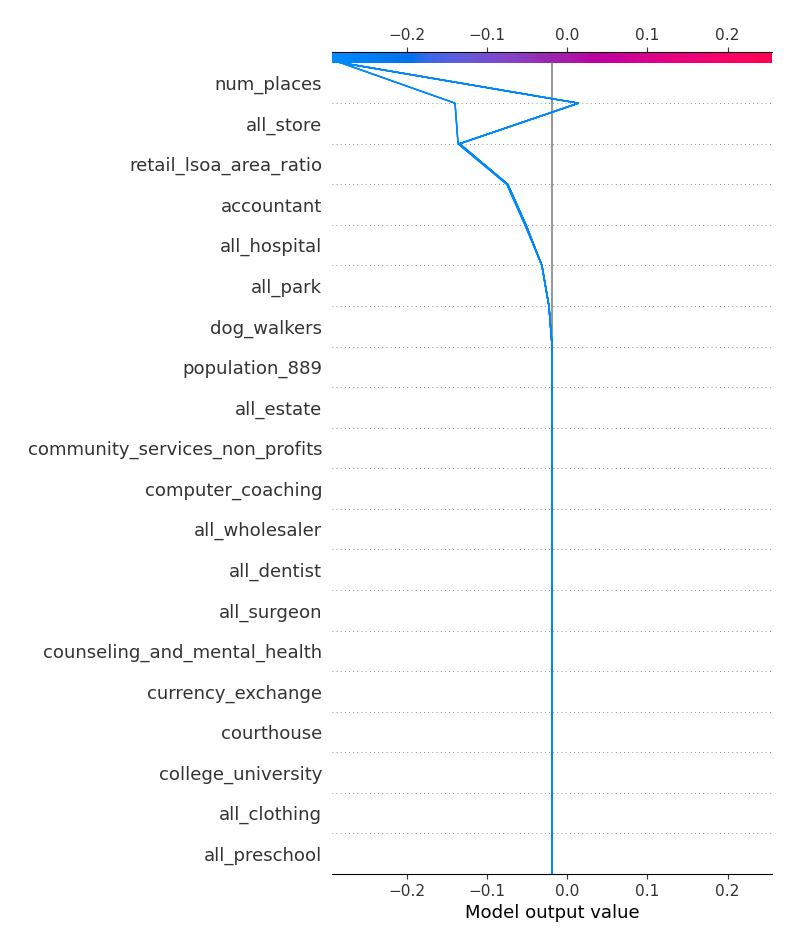 −0.2 −0.1 0.0 0.1 0.2
num_places
all_store
retail_lsoa_area_ratio
accountant
all_hospital
all_park
dog_walkers
population_889
all_estate
community_services_non_profits
computer_coaching
all_wholesaler
all_dentist
all_surgeon
counseling_and_mental_health
currency_exchange
courthouse
college_university
all_clothing
all_preschool
−0.2 −0.1 0.0 0.1 0.2
Model output value